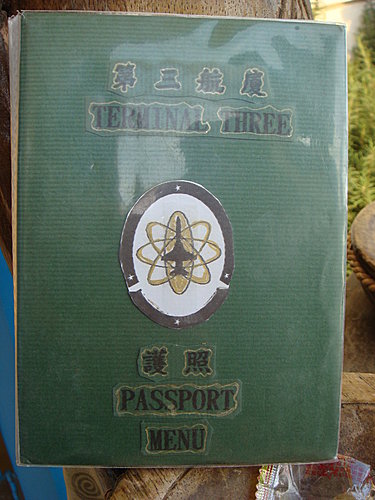 第三航廈
TERMINAL THREE
護照
PASSPORT
MENU